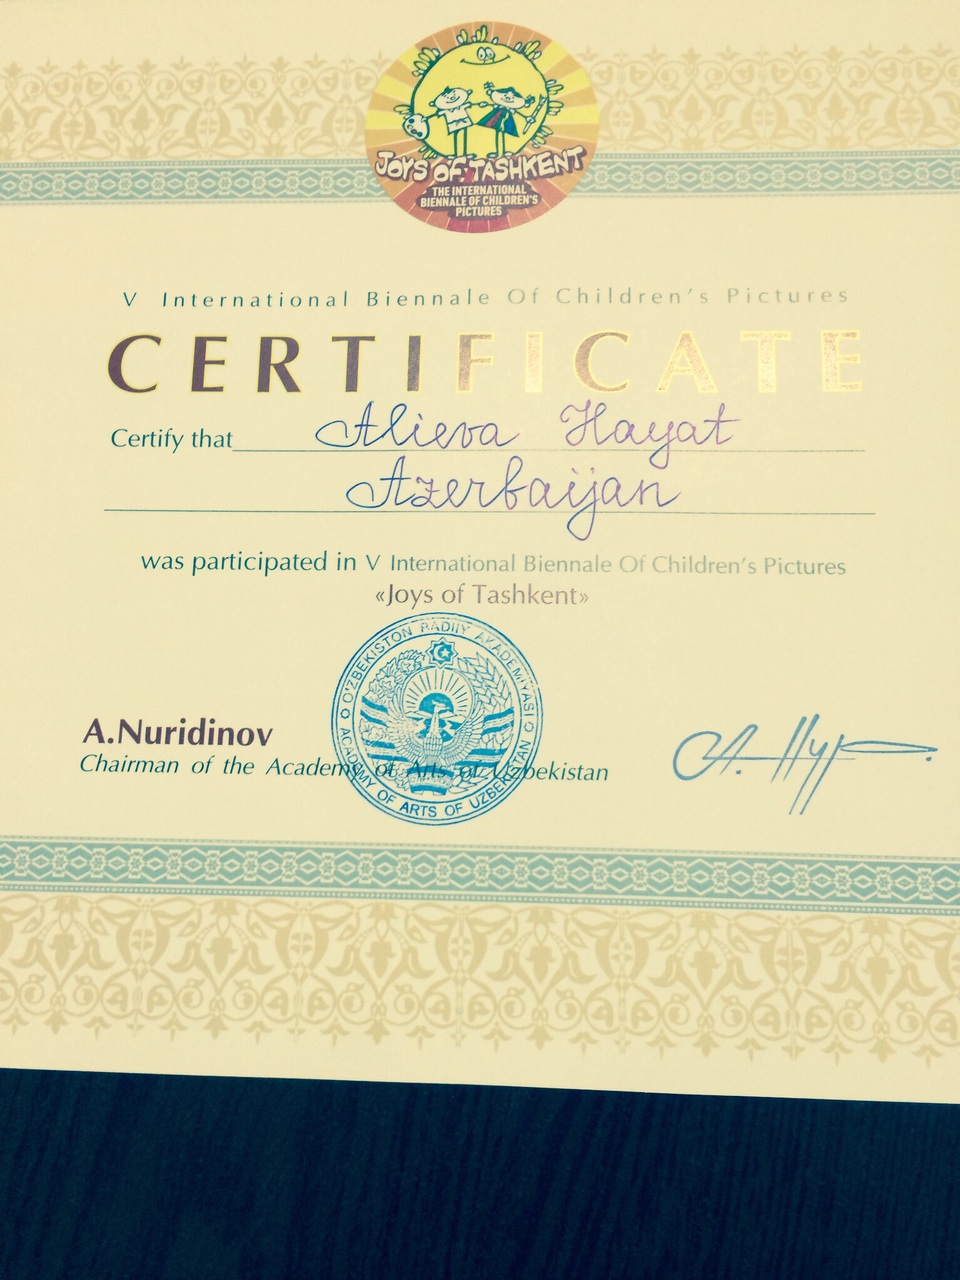 JOYS OF TASHKENT
THE INTERNATIONAL
BIENNALE OF CHILDREN'S
PICTURES
V International Biennale Of Children's Pictures
CERTIFICATE
Certify that Alieva Hayat
Azerbaijan
was participated in V International Biennale Of Children's Pictures
«Joys of Tashkent»
O'ZBEKISTON BADIIY AKADEMIYASI
ACADEMY OF ARTS OF UZBEKISTAN
A.Nuridinov
Chairman of the Academy of Arts of Uzbekistan